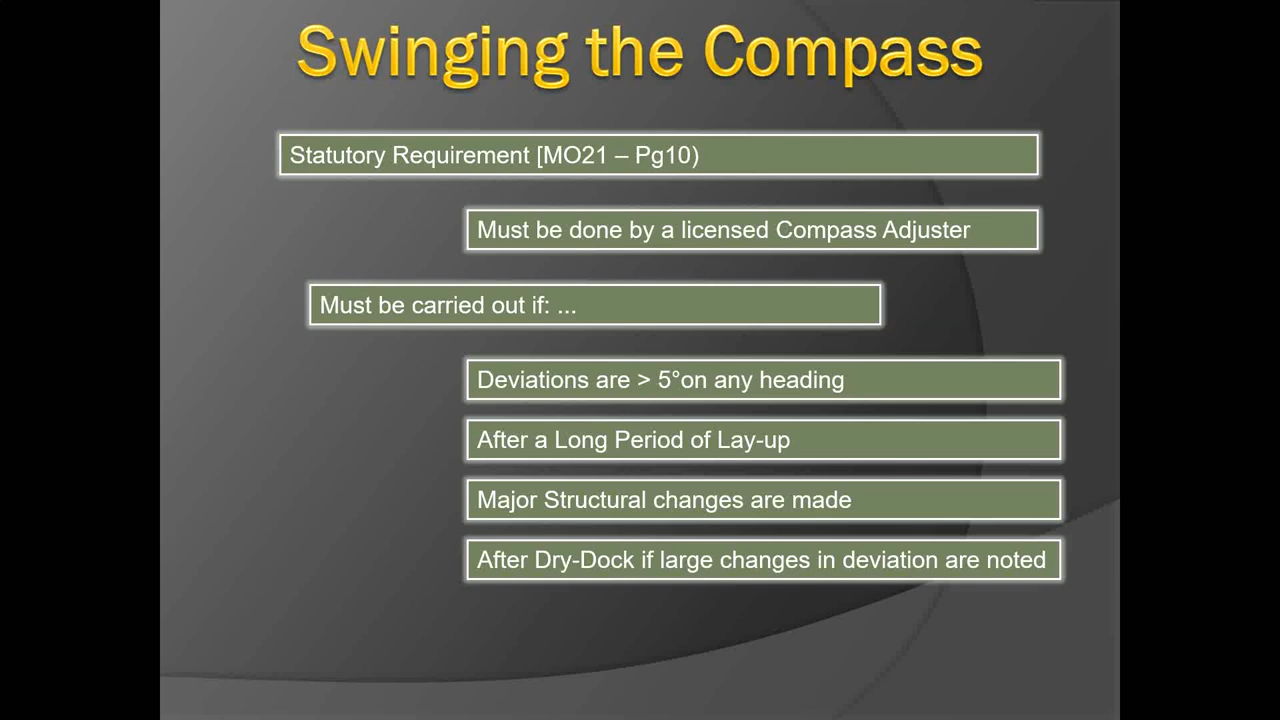 Swinging the Compass
Statutory Requirement [MO21 – Pg10)
Must be done by a licensed Compass Adjuster
Must be carried out if: ...
Deviations are > 5°on any heading
After a Long Period of Lay-up
Major Structural changes are made
After Dry-Dock if large changes in deviation are noted